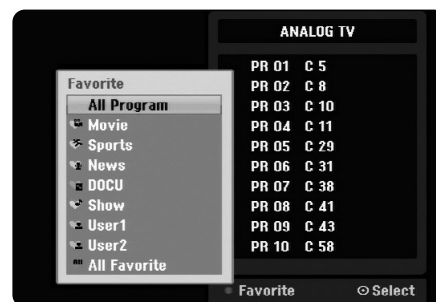 ANALOG TV
PR 01 C 5
PR 02 C 8
PR 03 C 10
PR 04 C 11
PR 05 C 29
PR 06 C 31
PR 07 C 38
PR 08 C 41
PR 09 C 43
PR 10 C 58
Favorite
All Program
Movie
Sports
News
DOCU
Show
User1
User2
All All Favorite
Favorite Select